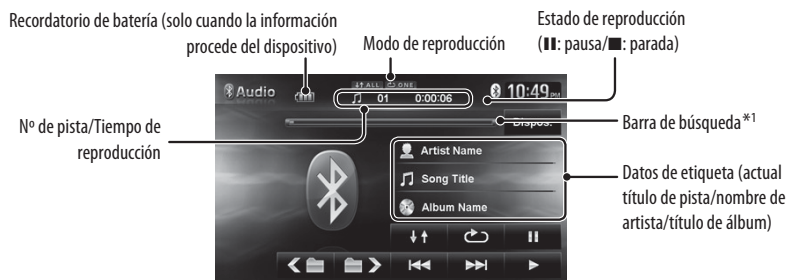 Recordatorio de batería (solo cuando la información
procede del dispositivo)
Modo de reproducción
Estado de reproducción
(⏸: pausa/■: parada)
Audio
ALL
ONE
01
0:00:06
10:49 PM
Dispos.
Nº de pista/Tiempo de
reproducción
Barra de búsqueda*1
Artist Name
Song Title
Album Name
Datos de etiqueta (actual
título de pista/nombre de
artista/título de álbum)